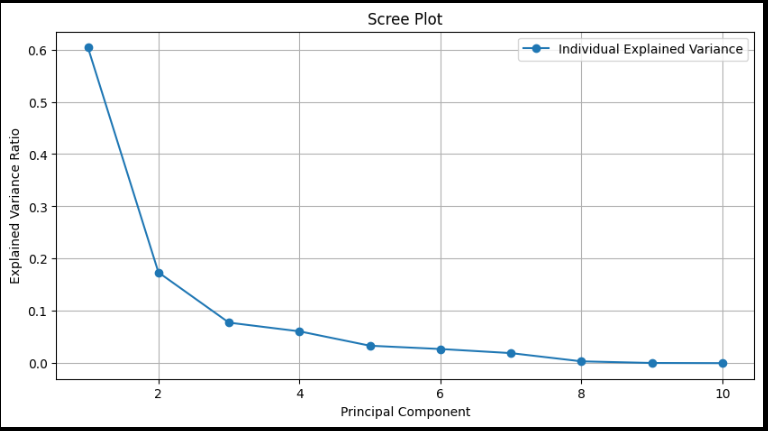 Scree Plot
Individual Explained Variance
Explained Variance Ratio
0.6
0.5
0.4
0.3
0.2
0.1
0.0
2 4 6 8 10
Principal Component